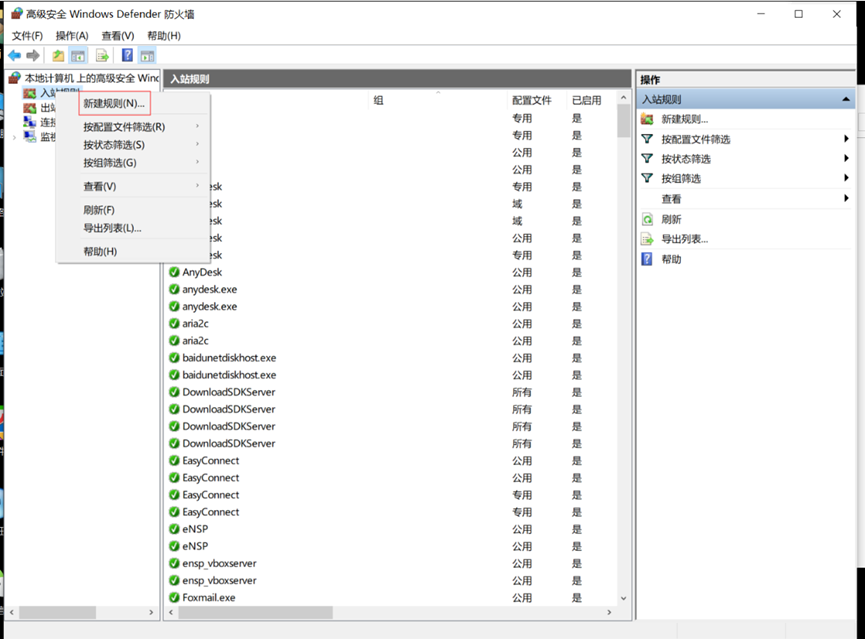 高级安全 Windows Defender 防火墙
文件(F) 操作(A) 查看(V) 帮助(H)
本地计算机 上的高级安全 Wind
入站规则
出站
连接
监视
新建规则(N)...
按配置文件筛选(R)
按状态筛选(S)
按组筛选(G)
查看(V)
刷新(F)
导出列表(L)...
帮助(H)
入站规则
组 配置文件 已启用
专用 是
专用 是
公用 是
公用 是
desk 专用 是
esk 域 是
esk 域 是
esk 公用 是
esk 专用 是
AnyDesk 公用 是
anydesk.exe 公用 是
anydesk.exe 公用 是
aria2c 公用 是
aria2c 公用 是
baidunetdiskhost.exe 公用 是
baidunetdiskhost.exe 公用 是
DownloadSDKServer 所有 是
DownloadSDKServer 所有 是
DownloadSDKServer 所有 是
DownloadSDKServer 所有 是
EasyConnect 公用 是
EasyConnect 公用 是
EasyConnect 专用 是
EasyConnect 专用 是
eNSP 公用 是
eNSP 公用 是
ensp_vboxserver 公用 是
ensp_vboxserver 公用 是
Foxmail.exe 公用 是
操作
入站规则
新建规则...
按配置文件筛选
按状态筛选
按组筛选
查看
刷新
导出列表...
帮助